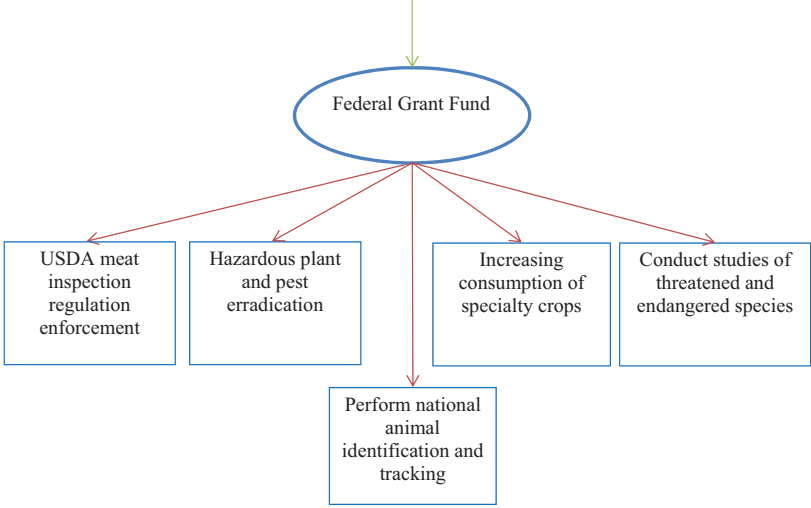 Federal Grant Fund
USDA meat
inspection
regulation
enforcement
Hazardous plant
and pest
erradication
Increasing
consumption of
specialty crops
Conduct studies of
threatened and
endangered species
Perform national
animal
identification and
tracking